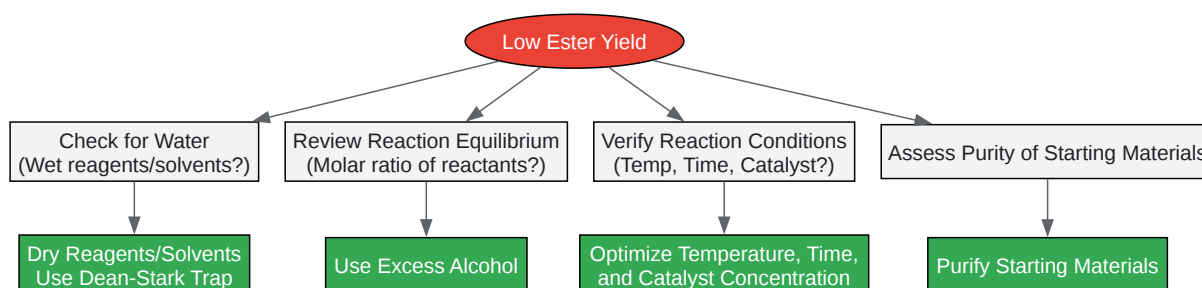 Low Ester Yield
Check for Water
(Wet reagents/solvents?)
Review Reaction Equilibrium
(Molar ratio of reactants?)
Verify Reaction Conditions
(Temp, Time, Catalyst?)
Assess Purity of Starting Materials
Dry Reagents/Solvents
Use Dean-Stark Trap
Use Excess Alcohol
Optimize Temperature, Time,
and Catalyst Concentration
Purify Starting Materials